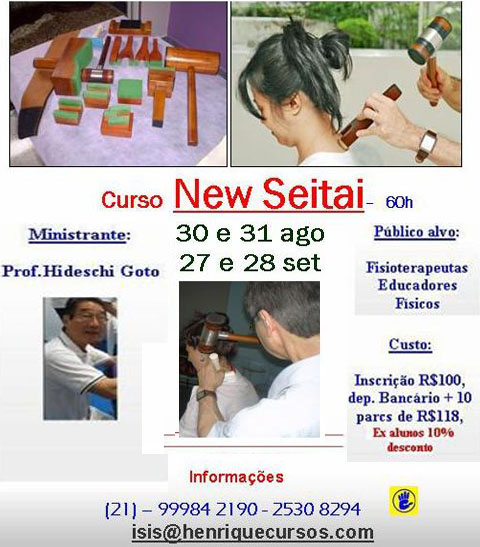 Curso New Seitai - 60h
30 e 31 ago
27 e 28 set
Ministrante:
Prof.Hideschi Goto
Público alvo:
Fisioterapeutas
Educadores
Físicos
Custo:
Inscrição R$100,
dep. Bancário + 10
parcs de R$118,
Ex alunos 10%
desconto
Informações
(21) – 99984 2190 - 2530 8294
isis@henriquecursos.com